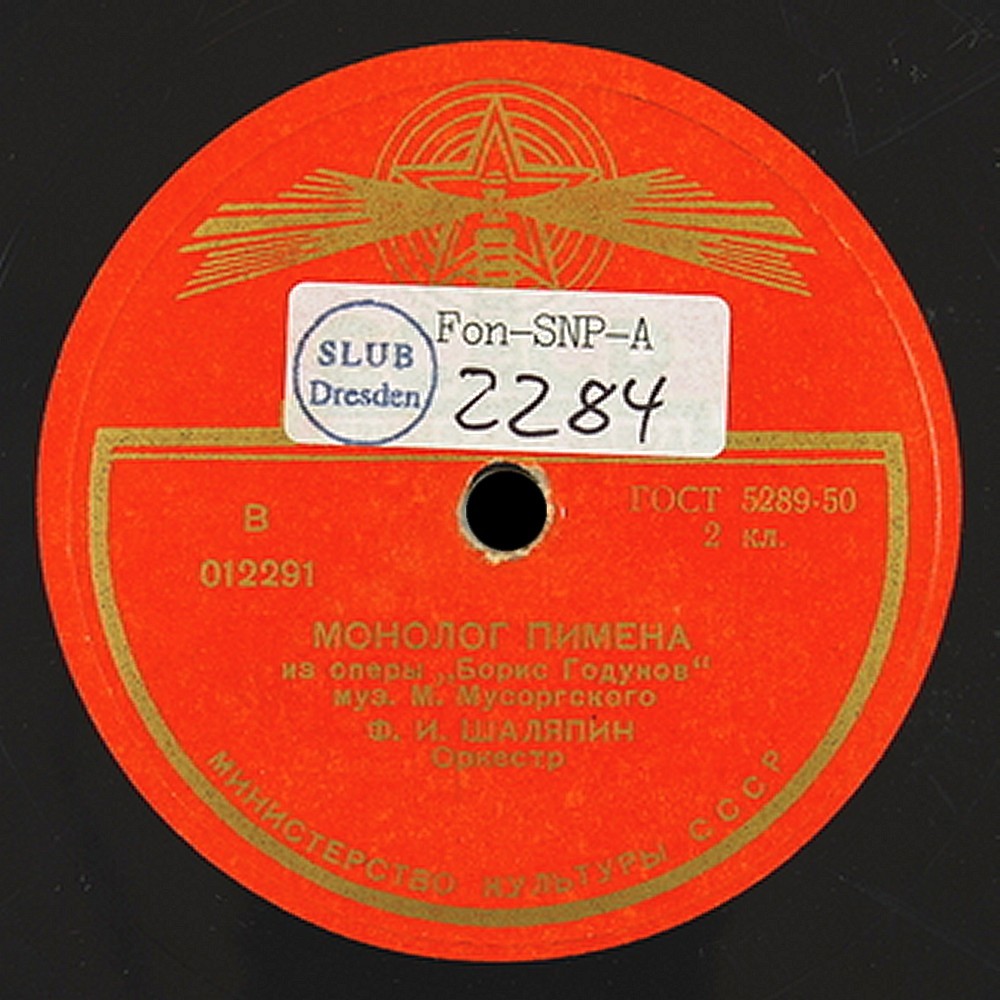 SLUB
Dresden
Fon-SNP-A
2284
В
012291
ГОСТ 5289-50
2 кл.
МОНОЛОГ ПИМЕНА
из оперы „Борис Годунов“
муз. М. Мусоргского
Ф. И. ШАЛЯПИН
Оркестр
МИНИСТЕРСТВО КУЛЬТУРЫ СССР